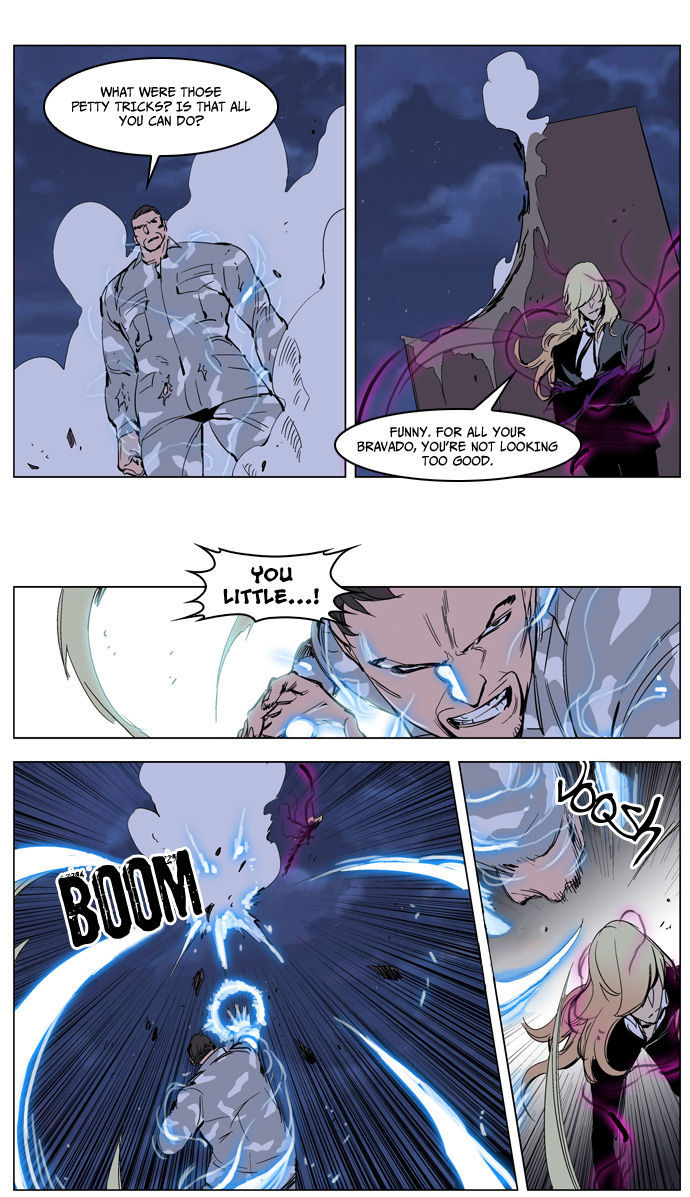 WHAT WERE THOSE
PETTY TRICKS? IS THAT ALL
YOU CAN DO?
FUNNY. FOR ALL YOUR
BRAVADO, YOU'RE NOT LOOKING
TOO GOOD.
YOU
LITTLE...!
BOOM
VOOSH